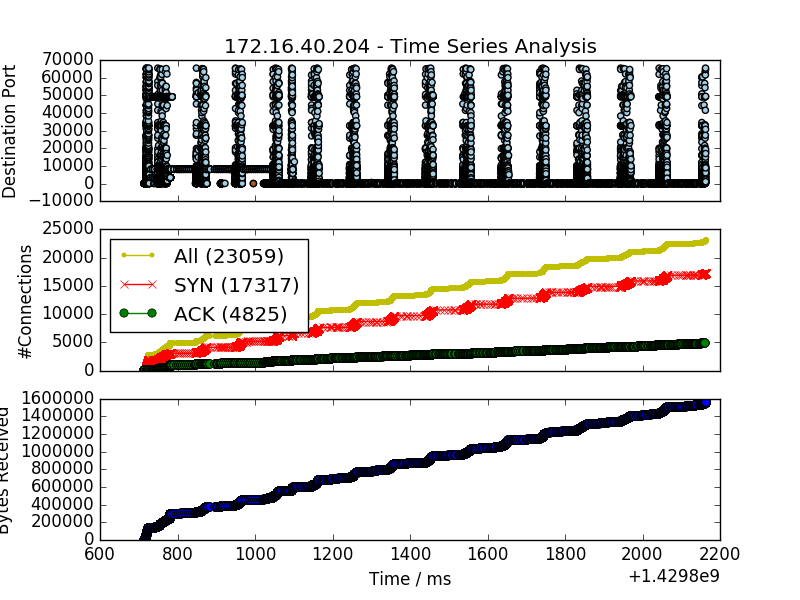 172.16.40.204 - Time Series Analysis
Destination Port
70000
60000
50000
40000
30000
20000
10000
0
−10000
#Connections
25000
20000
15000
10000
5000
0
All (23059)
SYN (17317)
ACK (4825)
Bytes Received
1600000
1400000
1200000
1000000
800000
600000
400000
200000
0
600 800 1000 1200 1400 1600 1800 2000 2200
Time / ms
+1.4298e9